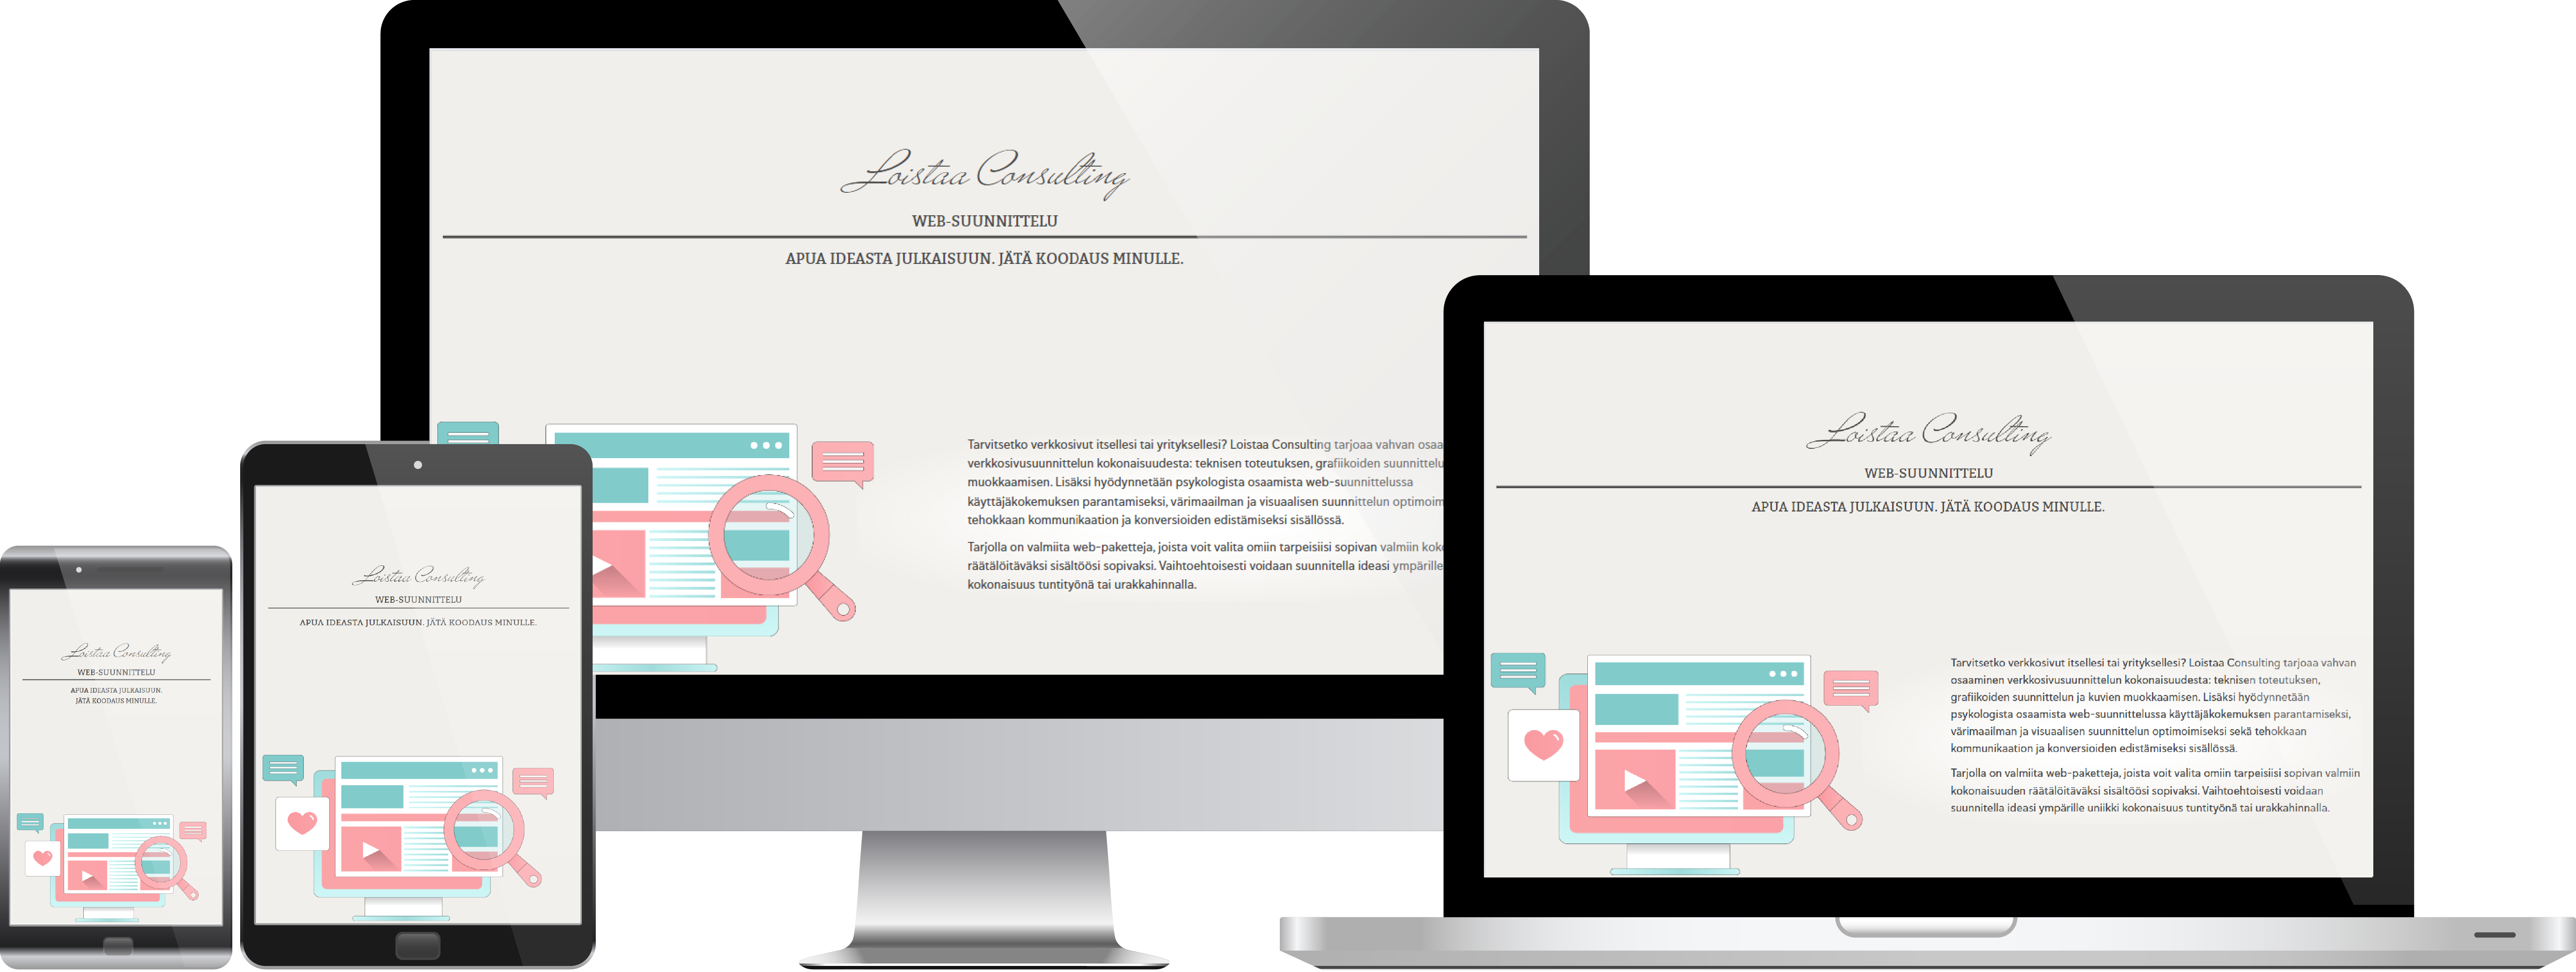 Loistaa Consulting
WEB-SUUNNITTELU
APUA IDEASTA JULKAISUUN. JÄTÄ KOODAUS MINULLE.
Tarvitsetko verkkosivut itsellesi tai yrityksellesi? Loistaa Consulting tarjoaa vahvan osaa
verkkosivusuunnittelun kokonaisuudesta: teknisen toteutuksen, grafiikoiden suunnittelu
muokkaamisen. Lisäksi hyödynnetään psykologista osaamista web-suunnittelussa
käyttäjäkokemuksen parantamiseksi, värimaailman ja visuaalisen suunnittelun optimoim
tehokkaan kommunikaation ja konversioiden edistämiseksi sisällössä.
Tarjolla on valmiita web-paketteja, joista voit valita omiin tarpeisiisi sopivan valmiin koko
räätälöitäväksi sisältöösi sopivaksi. Vaihtoehtoisesti voidaan suunnitella ideasi ympärille
kokonaisuus tuntityönä tai urakkahinnalla.
Loistaa Consulting
WEB-SUUNNITTELU
APUA IDEASTA JULKAISUUN. JÄTÄ KOODAUS MINULLE.
Tarvitsetko verkkosivut itsellesi tai yrityksellesi? Loistaa Consulting tarjoaa vahvan
osaaminen verkkosivusuunnittelun kokonaisuudesta: teknisen toteutuksen,
grafiikoiden suunnittelun ja kuvien muokkaamisen. Lisäksi hyödynnetään
psykologista osaamista web-suunnittelussa käyttäjäkokemuksen parantamiseksi,
värimaailman ja visuaalisen suunnittelun optimoimiseksi sekä tehokkaan
kommunikaation ja konversioiden edistämiseksi sisällössä.
Tarjolla on valmiita web-paketteja, joista voit valita omiin tarpeisiisi sopivan valmiin
kokonaisuuden räätälöitäväksi sisältöösi sopivaksi. Vaihtoehtoisesti voidaan
suunnitella ideasi ympärille uniikki kokonaisuus tuntityönä tai urakkahinnalla.
Loistaa Consulting
WEB-SUUNNITTELU
APUA IDEASTA JULKAISUUN. JÄTÄ KOODAUS MINULLE.
Loistaa Consulting
WEB-SUUNNITTELU
APUA IDEASTA JULKAISUUN.
JÄTÄ KOODAUS MINULLE.